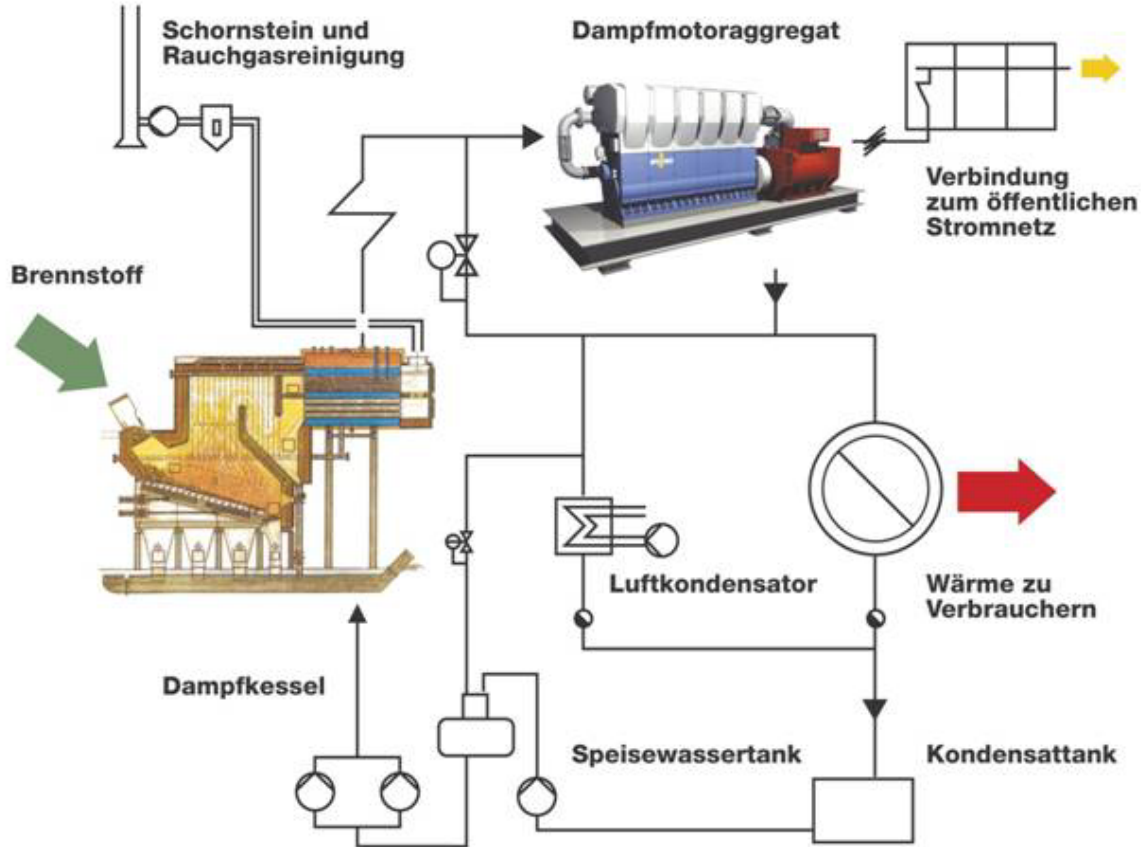 Schornstein und
Rauchgasreinigung
Dampfmotoraggregat
Verbindung
zum öffentlichen
Stromnetz
Brennstoff
Luftkondensator
Wärme zu
Verbrauchern
Dampfkessel
Speisewassertank
Kondensattank